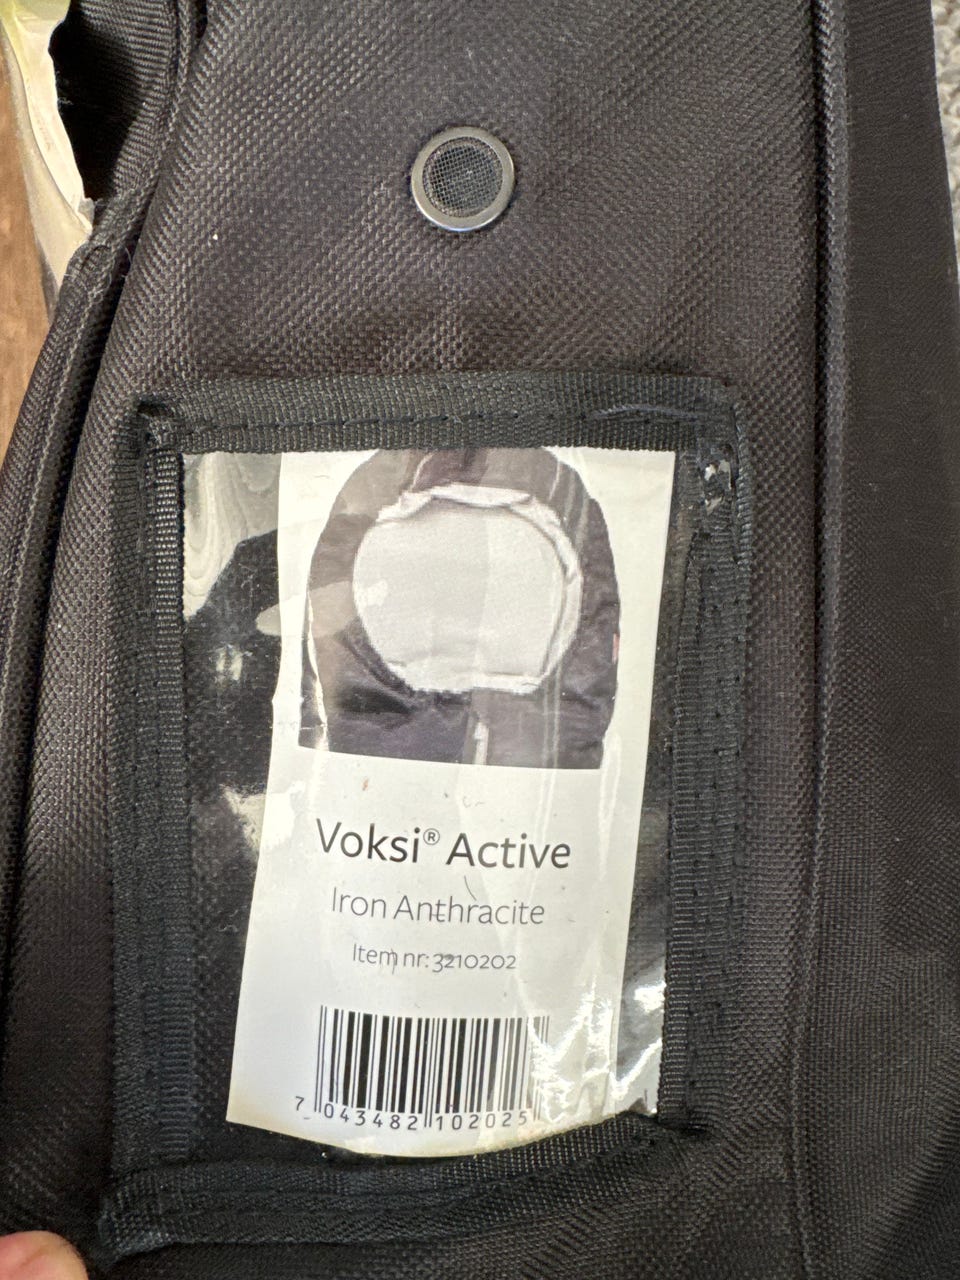 Voksi® Active
Iron Anthracite
Item nr: 3210202
7 043482 102025